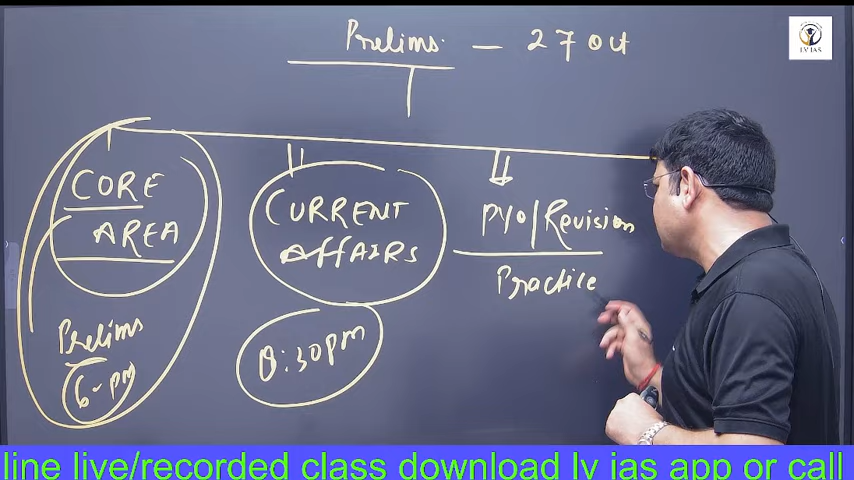 Prelims - 27 Oct
LV IAS
CORE
AREA
Prelims
6-pm
CURRENT
AFFAIRS
8:30pm
PYQ/Revision
Practice
line live/recorded class download lv ias app or call